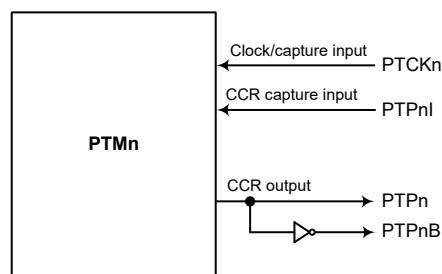 Clock/capture input
PTCKn
CCR capture input
PTPnI
PTMn
CCR output
PTPn
PTPnB